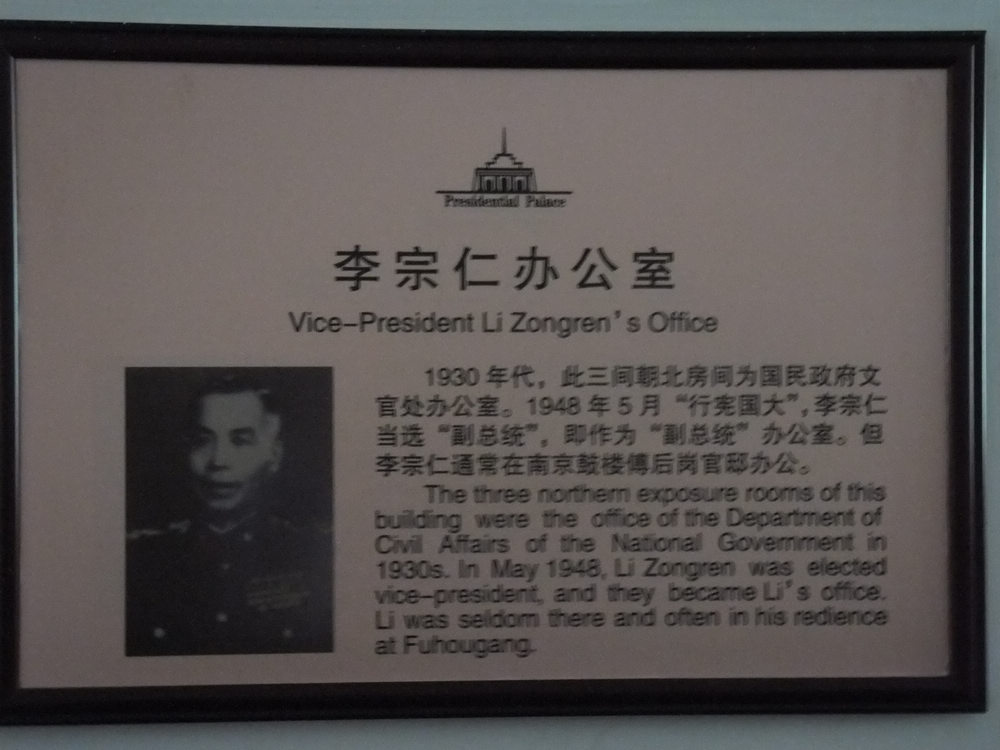 Presidential Palace
李宗仁办公室
Vice-President Li Zongren's Office
1930 年代，此三间朝北房间为国民政府文
官处办公室。1948 年 5 月 “行宪国大”，李宗仁
当选 “副总统”，即作为 “副总统” 办公室。但
李宗仁通常在南京鼓楼傅后岗官邸办公。
The three northern exposure rooms of this
building were the office of the Department of
Civil Affairs of the National Government in
1930s. In May 1948, Li Zongren was elected
vice-president, and they became Li's office.
Li was seldom there and often in his redience
at Fuhougang.